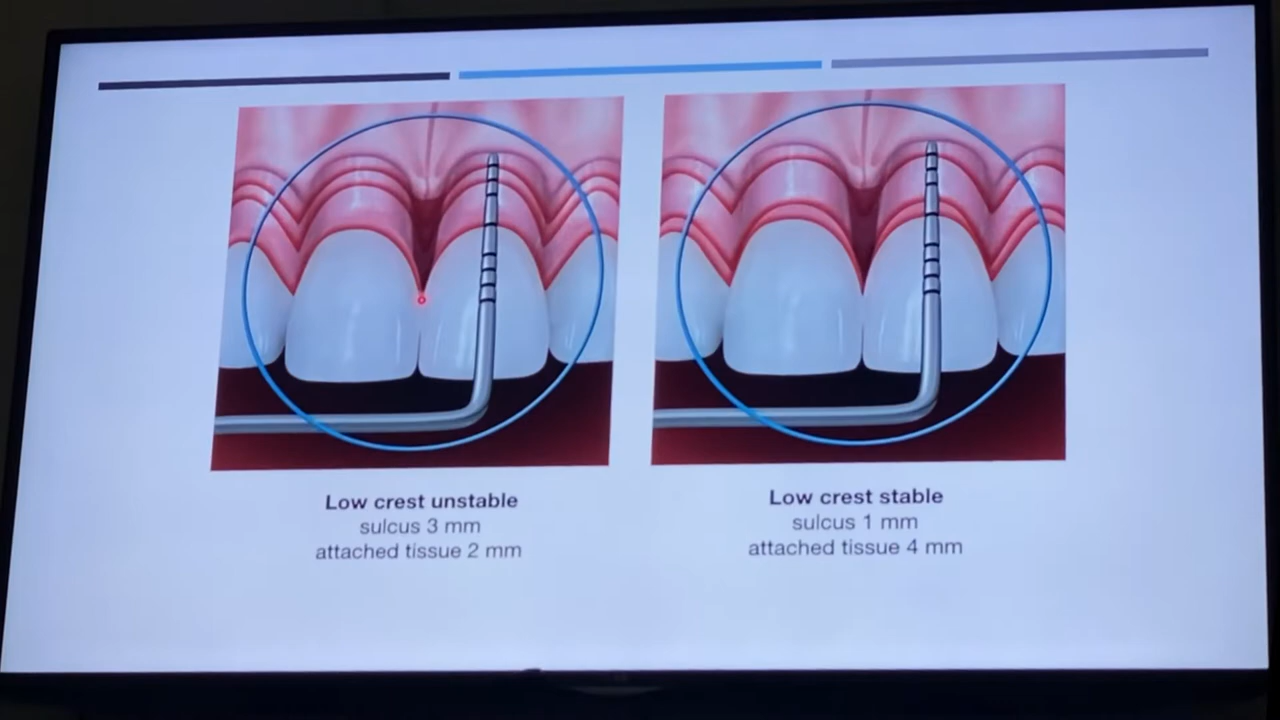 Low crest unstable
sulcus 3 mm
attached tissue 2 mm
Low crest stable
sulcus 1 mm
attached tissue 4 mm